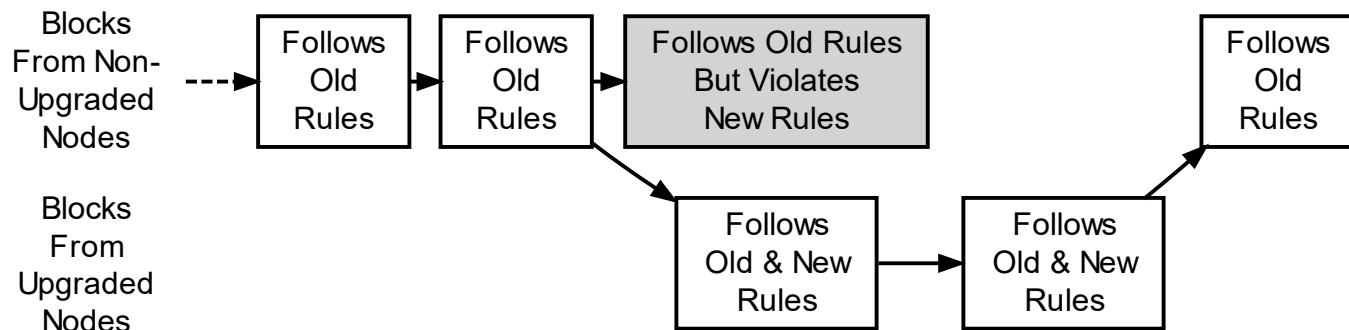 Blocks
From Non-
Upgraded
Nodes
Follows
Old
Rules
Follows
Old
Rules
Follows Old Rules
But Violates
New Rules
Follows
Old
Rules
Blocks
From
Upgraded
Nodes
Follows
Old & New
Rules
Follows
Old & New
Rules